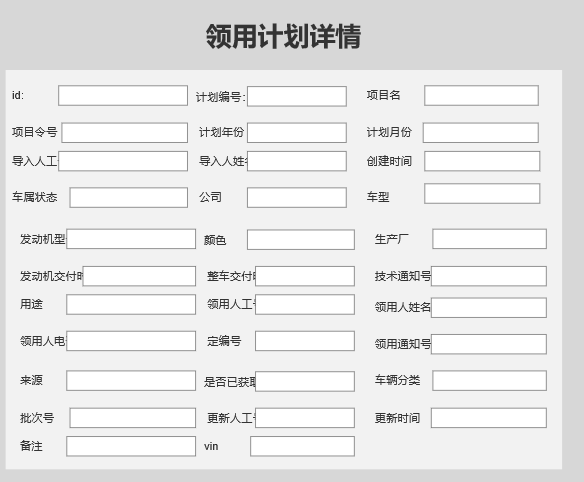 领用计划详情
id: 计划编号: 项目名
项目令号 计划年份 计划月份
导入人工 导入人姓 创建时间
车属状态 公司 车型
发动机型 颜色 生产厂
发动机交付 整车交付 技术通知号
用途 领用人工 领用人姓名
领用人电 定编号 领用通知号
来源 是否已获 车辆分类
批次号 更新人工 更新时间
备注 vin